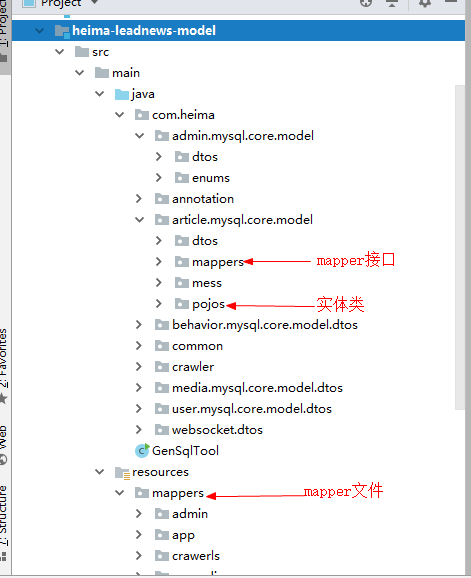 Project
1: Project
heima-leadnews-model
src
main
java
com.heima
admin.mysql.core.model
dtos
enums
annotation
article.mysql.core.model
dtos
mappers
mapper接口
mess
pojos
实体类
behavior.mysql.core.model.dtos
common
crawler
media.mysql.core.model.dtos
user.mysql.core.model.dtos
websocket.dtos
GenSqlTool
resources
mappers
mapper文件
admin
app
crawerls
2: Favorites
Web
7: Structure